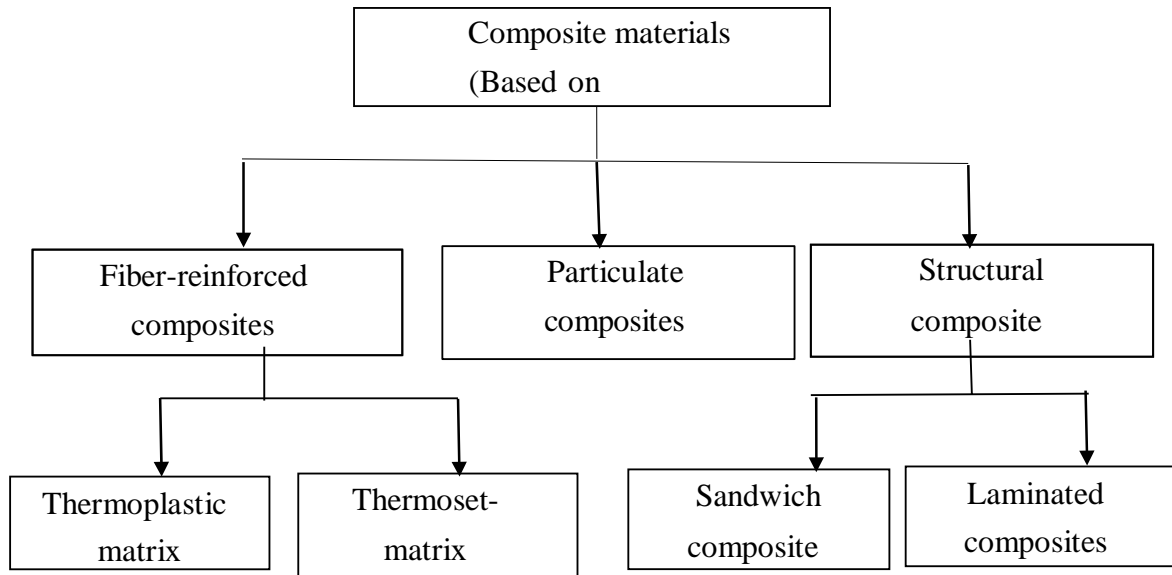 Composite materials
(Based on
Fiber-reinforced
composites
Particulate
composites
Structural
composite
Thermoplastic
matrix
Thermoset-
matrix
Sandwich
composite
Laminated
composites